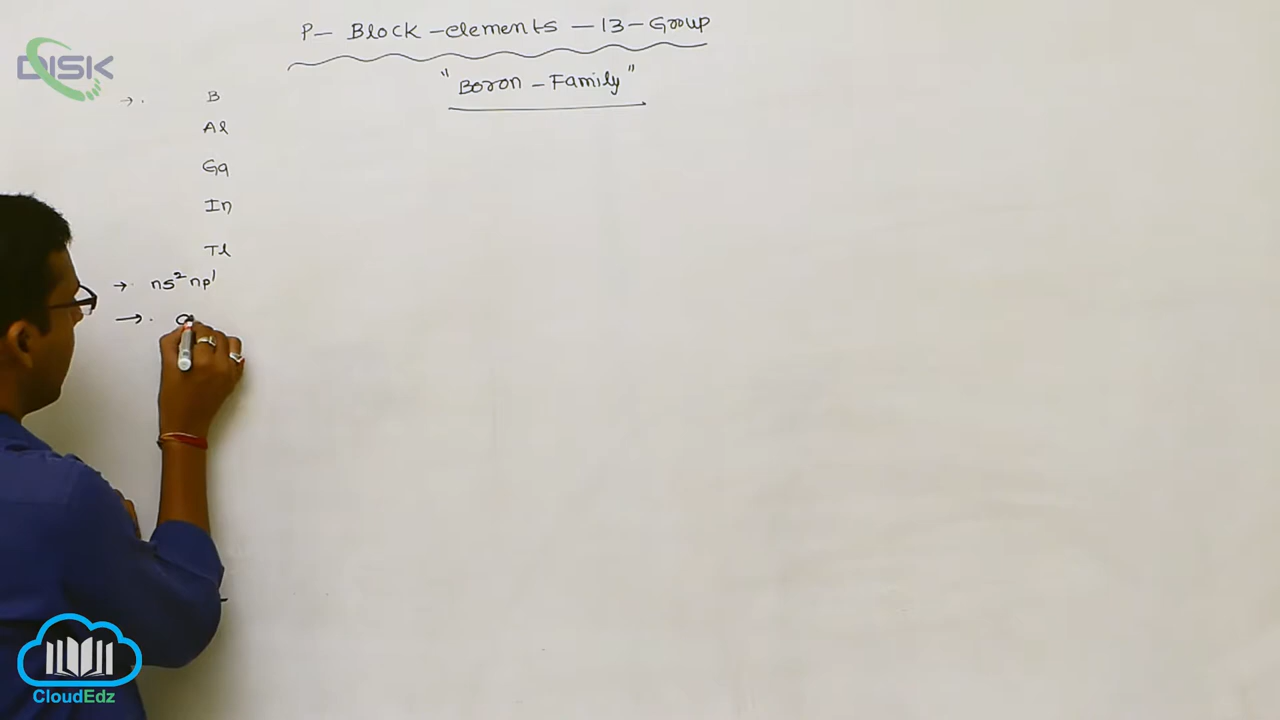 P- Block -elements -13-Group
DISK
"Boron - Family"
→ B
Al
Ga
In
Tl
→ ns² np¹
→
CloudEdz